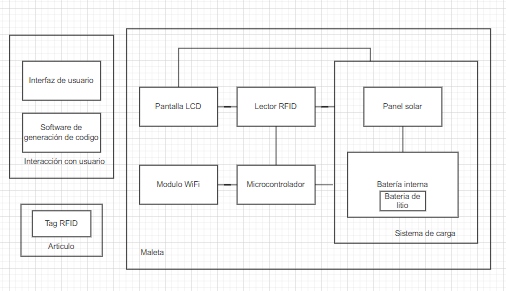 Interfaz de usuario
Software de
generación de codigo
Interacción con usuario
Tag RFID
Articulo
Pantalla LCD
Lector RFID
Panel solar
Modulo WiFi
Microcontrolador
Batería interna
Bateria de
litio
Sistema de carga
Maleta